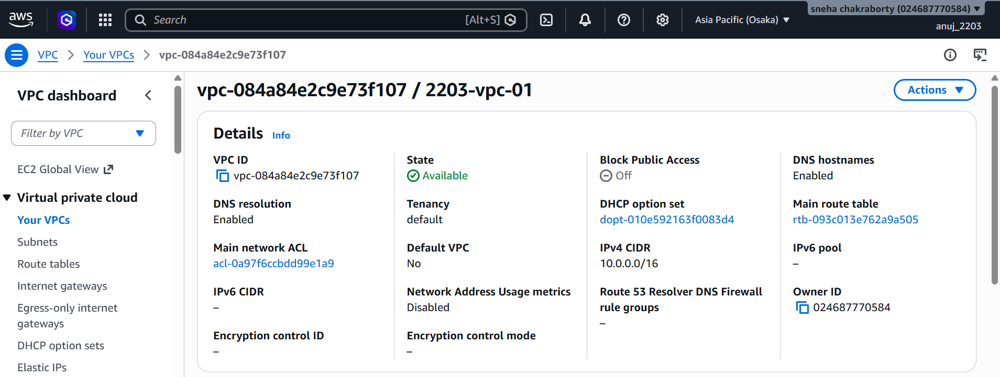 aws
Search
[Alt+S]
Asia Pacific (Osaka)
sneha chakraborty (024687770584)
anuj_2203
VPC
Your VPCs
vpc-084a84e2c9e73f107
VPC dashboard
Filter by VPC
EC2 Global View
Virtual private cloud
Your VPCs
Subnets
Route tables
Internet gateways
Egress-only internet
gateways
DHCP option sets
Elastic IPs
vpc-084a84e2c9e73f107 / 2203-vpc-01
Actions
Details Info
VPC ID
vpc-084a84e2c9e73f107
State
Available
Block Public Access
Off
DNS hostnames
Enabled
DNS resolution
Enabled
Tenancy
default
DHCP option set
dopt-010e592163f0083d4
Main route table
rtb-093c013e762a9a505
Main network ACL
acl-0a97f6ccbdd99e1a9
Default VPC
No
IPv4 CIDR
10.0.0.0/16
IPv6 pool
–
IPv6 CIDR
–
Network Address Usage metrics
Disabled
Route 53 Resolver DNS Firewall
rule groups
–
Owner ID
024687770584
Encryption control ID
–
Encryption control mode
–